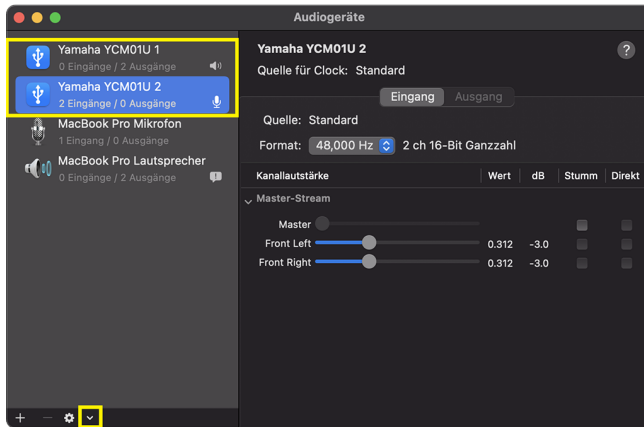 Audiogeräte
Yamaha YCM01U 1
0 Eingänge / 2 Ausgänge
Yamaha YCM01U 2
2 Eingänge / 0 Ausgänge
MacBook Pro Mikrofon
1 Eingang / 0 Ausgänge
MacBook Pro Lautsprecher
0 Eingänge / 2 Ausgänge
Yamaha YCM01U 2
?
Quelle für Clock: Standard
Eingang Ausgang
Quelle: Standard
Format: 48,000 Hz 2 ch 16-Bit Ganzzahl
Kanallautstärke Wert dB Stumm Direkt
Master-Stream
Master
Front Left 0.312 -3.0
Front Right 0.312 -3.0